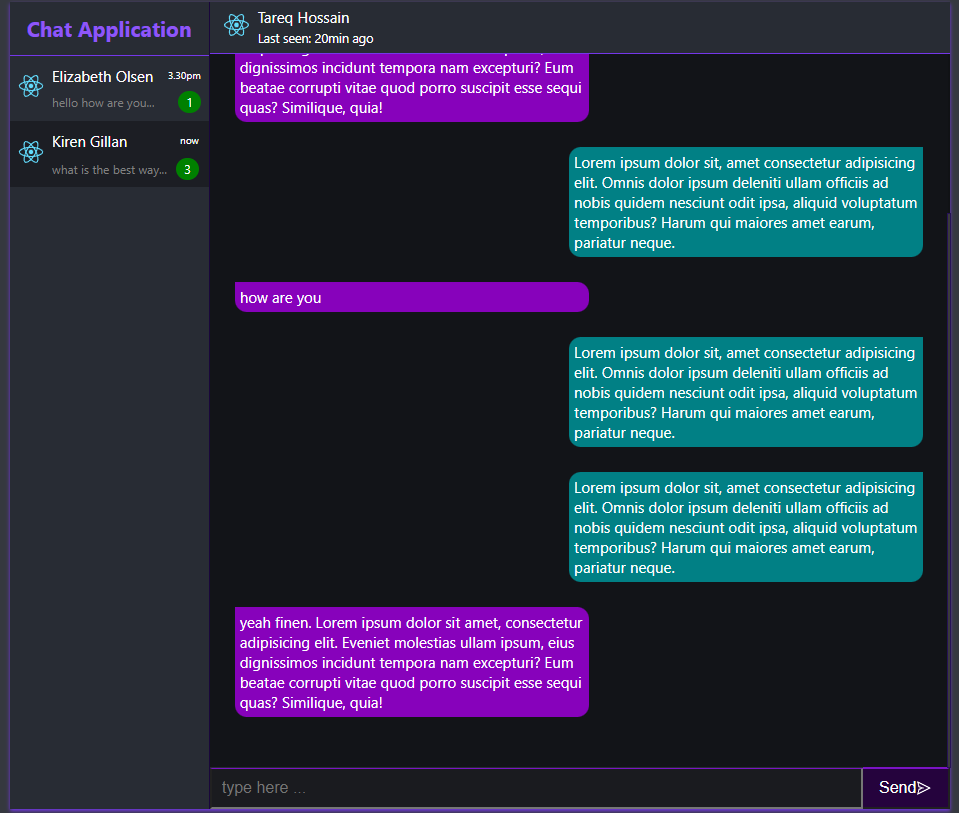 Chat Application
Elizabeth Olsen 3.30pm
hello how are you... 1
Kiren Gillan now
what is the best way... 3
Tareq Hossain
Last seen: 20min ago
dignissimos incidunt tempora nam excepturi? Eum
beatae corrupti vitae quod porro suscipit esse sequi
quas? Similique, quia!
Lorem ipsum dolor sit, amet consectetur adipisicing
elit. Omnis dolor ipsum deleniti ullam officiis ad
nobis quidem nesciunt odit ipsa, aliquid voluptatum
temporibus? Harum qui maiores amet earum,
pariatur neque.
how are you
Lorem ipsum dolor sit, amet consectetur adipisicing
elit. Omnis dolor ipsum deleniti ullam officiis ad
nobis quidem nesciunt odit ipsa, aliquid voluptatum
temporibus? Harum qui maiores amet earum,
pariatur neque.
Lorem ipsum dolor sit, amet consectetur adipisicing
elit. Omnis dolor ipsum deleniti ullam officiis ad
nobis quidem nesciunt odit ipsa, aliquid voluptatum
temporibus? Harum qui maiores amet earum,
pariatur neque.
yeah finen. Lorem ipsum dolor sit amet, consectetur
adipisicing elit. Eveniet molestias ullam ipsum, eius
dignissimos incidunt tempora nam excepturi? Eum
beatae corrupti vitae quod porro suscipit esse sequi
quas? Similique, quia!
type here ...
Send